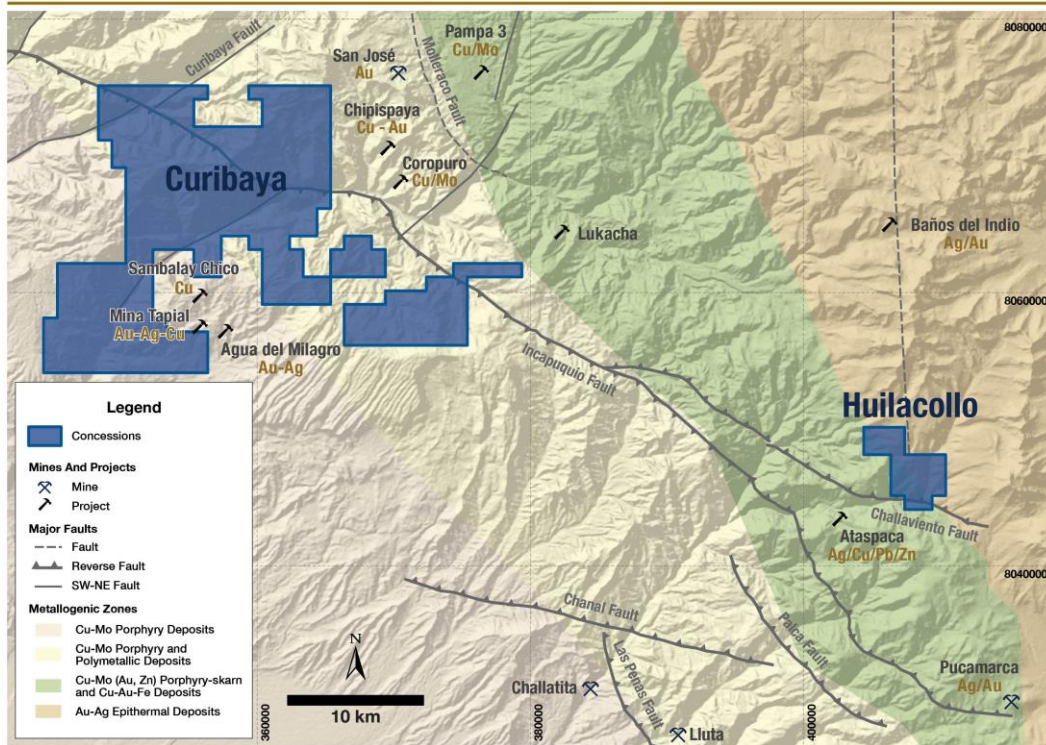 8080000
Curibaya Fault
San José
Au
Pampa 3
Cu/Mo
Molleraco Fault
Chipispaya
Cu - Au
Coropuro
Cu/Mo
Curibaya
Lukacha
Baños del Indio
Ag/Au
Sambalay Chico
Cu
8060000
Mina Tapial
Au-Ag-Cu
Agua del Milagro
Au-Ag
Incapuquio Fault
Huilacollo
Challaviento Fault
Ataspaca
Ag/Cu/Pb/Zn
8040000
Chanal Fault
Palca Fault
Las Peñas Fault
Challatita
Lluta
Pucamarca
Ag/Au
Legend
Concessions
Mines And Projects
Mine
Project
Major Faults
Fault
Reverse Fault
SW-NE Fault
Metallogenic Zones
Cu-Mo Porphyry Deposits
Cu-Mo Porphyry and
Polymetallic Deposits
Cu-Mo (Au, Zn) Porphyry-skarn
and Cu-Au-Fe Deposits
Au-Ag Epithermal Deposits
N
10 km
360000
380000
400000